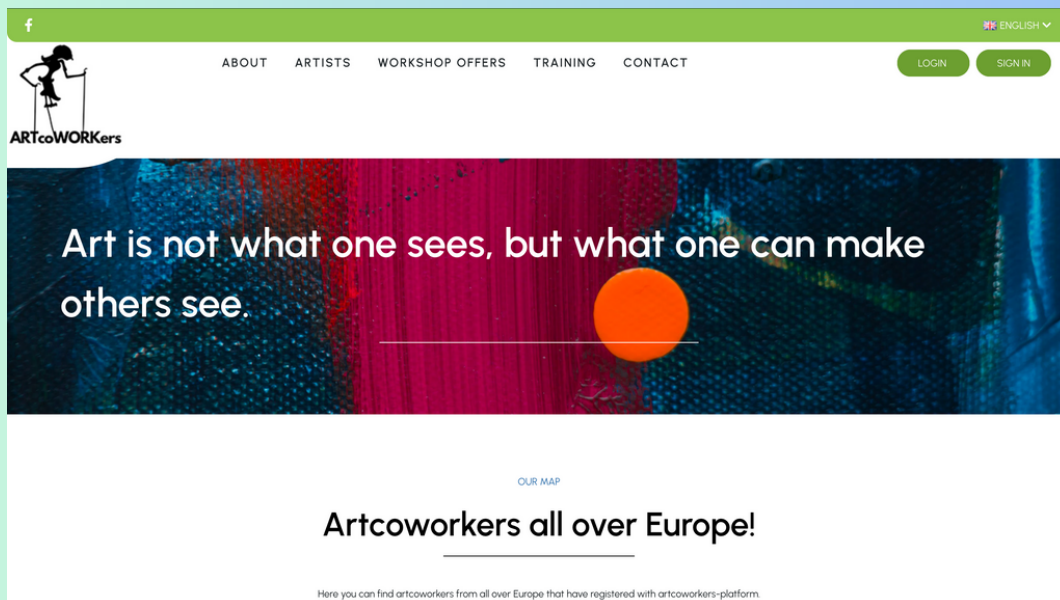 ENGLISH
ABOUT ARTISTS WORKSHOP OFFERS TRAINING CONTACT LOGIN SIGN IN
ARTcoWORKers
Art is not what one sees, but what one can make
others see.
OUR MAP
Artcoworkers all over Europe!
Here you can find artcoworkers from all over Europe that have registered with artcoworkers-platform.